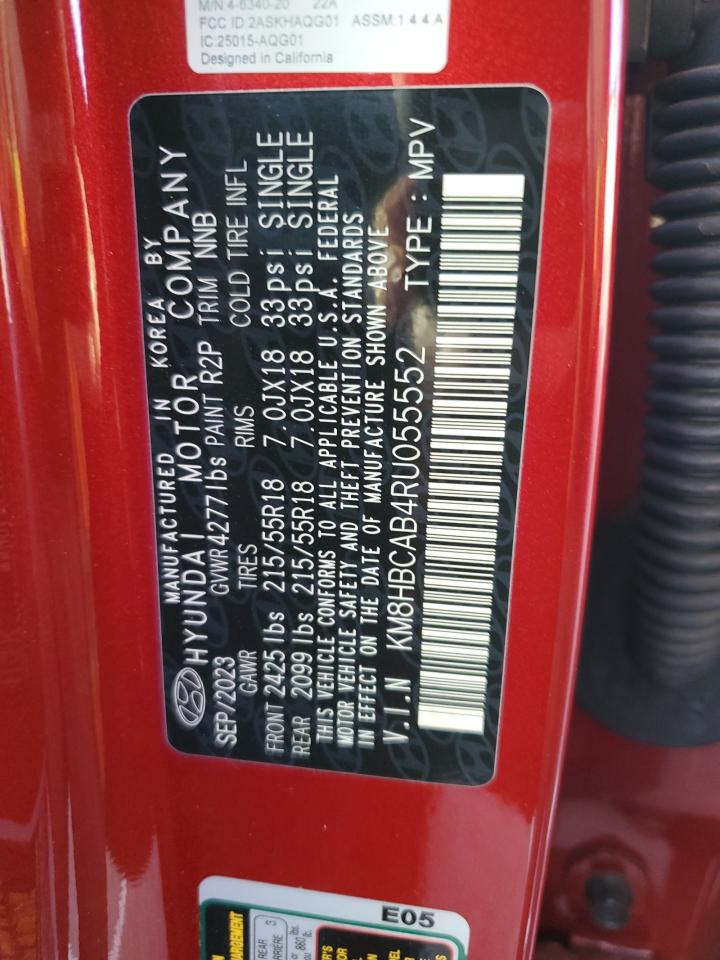 M/N:4-6340-20 22A
FCC ID:2ASKHAQG01 ASSM:1.4.4.A
IC:25015-AQG01
Designed in California
MANUFACTURED IN KOREA BY
HYUNDAI MOTOR COMPANY
SEP/2023 GVWR 4277 lbs PAINT R2P TRIM NNB
GAWR TIRES RIMS COLD TIRE INFL
FRONT 2425 lbs 215/55R18 7.0JX18 33psi SINGLE
REAR 2099 lbs 215/55R18 7.0JX18 33psi SINGLE
THIS VEHICLE CONFORMS TO ALL APPLICABLE U.S.A. FEDERAL
MOTOR VEHICLE SAFETY AND THEFT PREVENTION STANDARDS
IN EFFECT ON THE DATE OF MANUFACTURE SHOWN ABOVE
V.I.N KM8HBCAB4RU055552 TYPE : MPV
E05
REAR 3